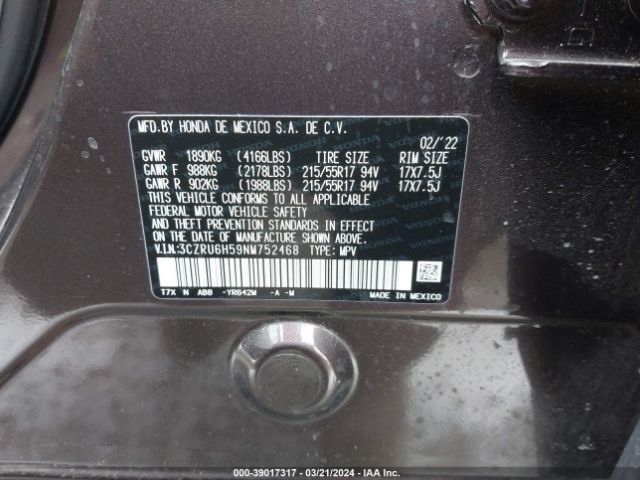 MFD.BY HONDA DE MEXICO S.A. DE C.V.
02/'22
GVWR 1890KG (4166LBS) TIRE SIZE RIM SIZE
GAWR F 988KG (2178LBS) 215/55R17 94V 17X7.5J
GAWR R 902KG (1988LBS) 215/55R17 94V 17X7.5J
THIS VEHICLE CONFORMS TO ALL APPLICABLE
FEDERAL MOTOR VEHICLE SAFETY
AND THEFT PREVENTION STANDARDS IN EFFECT
ON THE DATE OF MANUFACTURE SHOWN ABOVE.
V.I.N:3CZRU6H59NM752468 TYPE: MPV
T7X N ABB -YR642M -A -M MADE IN MEXICO
000-39017317 - 03/21/2024 - IAA Inc.